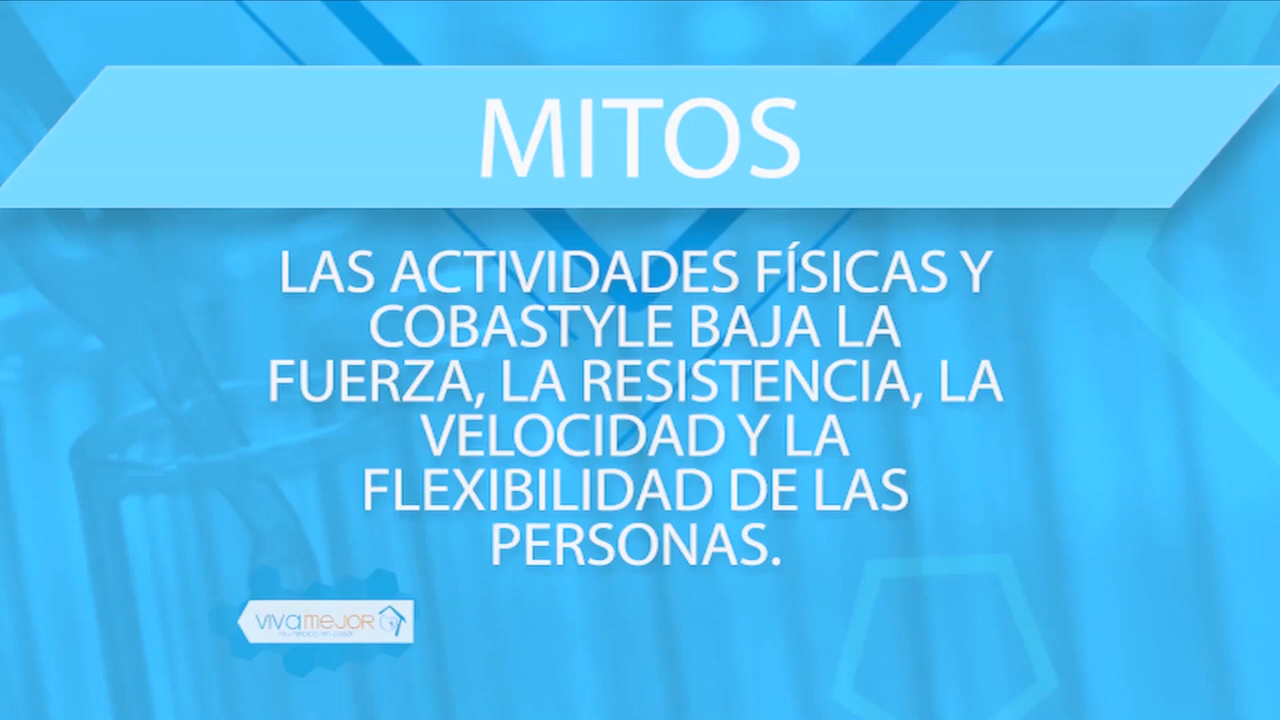 MITOS
LAS ACTIVIDADES FÍSICAS Y
COBASTYLE BAJA LA
FUERZA, LA RESISTENCIA, LA
VELOCIDAD Y LA
FLEXIBILIDAD DE LAS
PERSONAS.
VIVAMEJOR